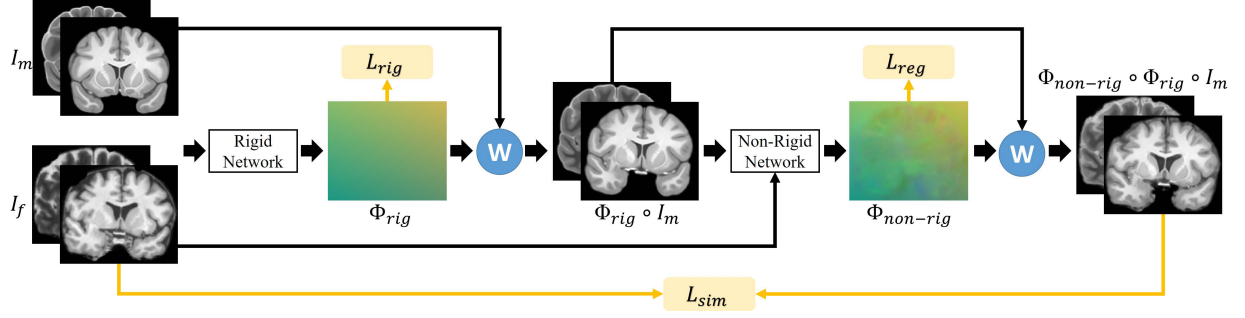 I_m
I_f
Rigid
Network
L_rig
Φ_rig
W
Φ_rig ∘ I_m
Non-Rigid
Network
L_reg
Φ_non-rig
W
Φ_non-rig ∘ Φ_rig ∘ I_m
L_sim